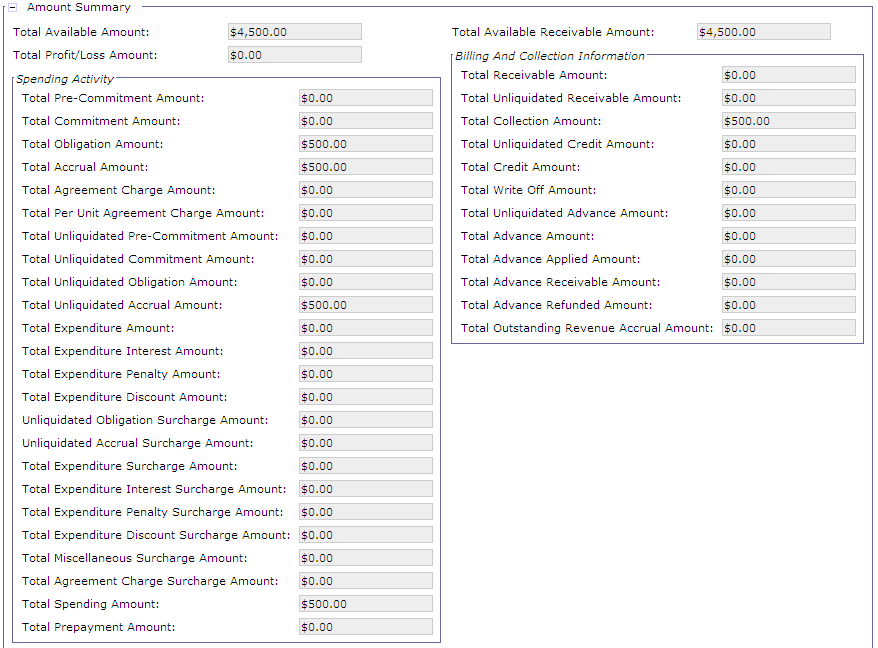 Amount Summary
Total Available Amount: $4,500.00
Total Profit/Loss Amount: $0.00
Spending Activity
Total Pre-Commitment Amount: $0.00
Total Commitment Amount: $0.00
Total Obligation Amount: $500.00
Total Accrual Amount: $500.00
Total Agreement Charge Amount: $0.00
Total Per Unit Agreement Charge Amount: $0.00
Total Unliquidated Pre-Commitment Amount: $0.00
Total Unliquidated Commitment Amount: $0.00
Total Unliquidated Obligation Amount: $0.00
Total Unliquidated Accrual Amount: $500.00
Total Expenditure Amount: $0.00
Total Expenditure Interest Amount: $0.00
Total Expenditure Penalty Amount: $0.00
Total Expenditure Discount Amount: $0.00
Unliquidated Obligation Surcharge Amount: $0.00
Unliquidated Accrual Surcharge Amount: $0.00
Total Expenditure Surcharge Amount: $0.00
Total Expenditure Interest Surcharge Amount: $0.00
Total Expenditure Penalty Surcharge Amount: $0.00
Total Expenditure Discount Surcharge Amount: $0.00
Total Miscellaneous Surcharge Amount: $0.00
Total Agreement Charge Surcharge Amount: $0.00
Total Spending Amount: $500.00
Total Prepayment Amount: $0.00
Total Available Receivable Amount: $4,500.00
Billing And Collection Information
Total Receivable Amount: $0.00
Total Unliquidated Receivable Amount: $0.00
Total Collection Amount: $500.00
Total Unliquidated Credit Amount: $0.00
Total Credit Amount: $0.00
Total Write Off Amount: $0.00
Total Unliquidated Advance Amount: $0.00
Total Advance Amount: $0.00
Total Advance Applied Amount: $0.00
Total Advance Receivable Amount: $0.00
Total Advance Refunded Amount: $0.00
Total Outstanding Revenue Accrual Amount: $0.00